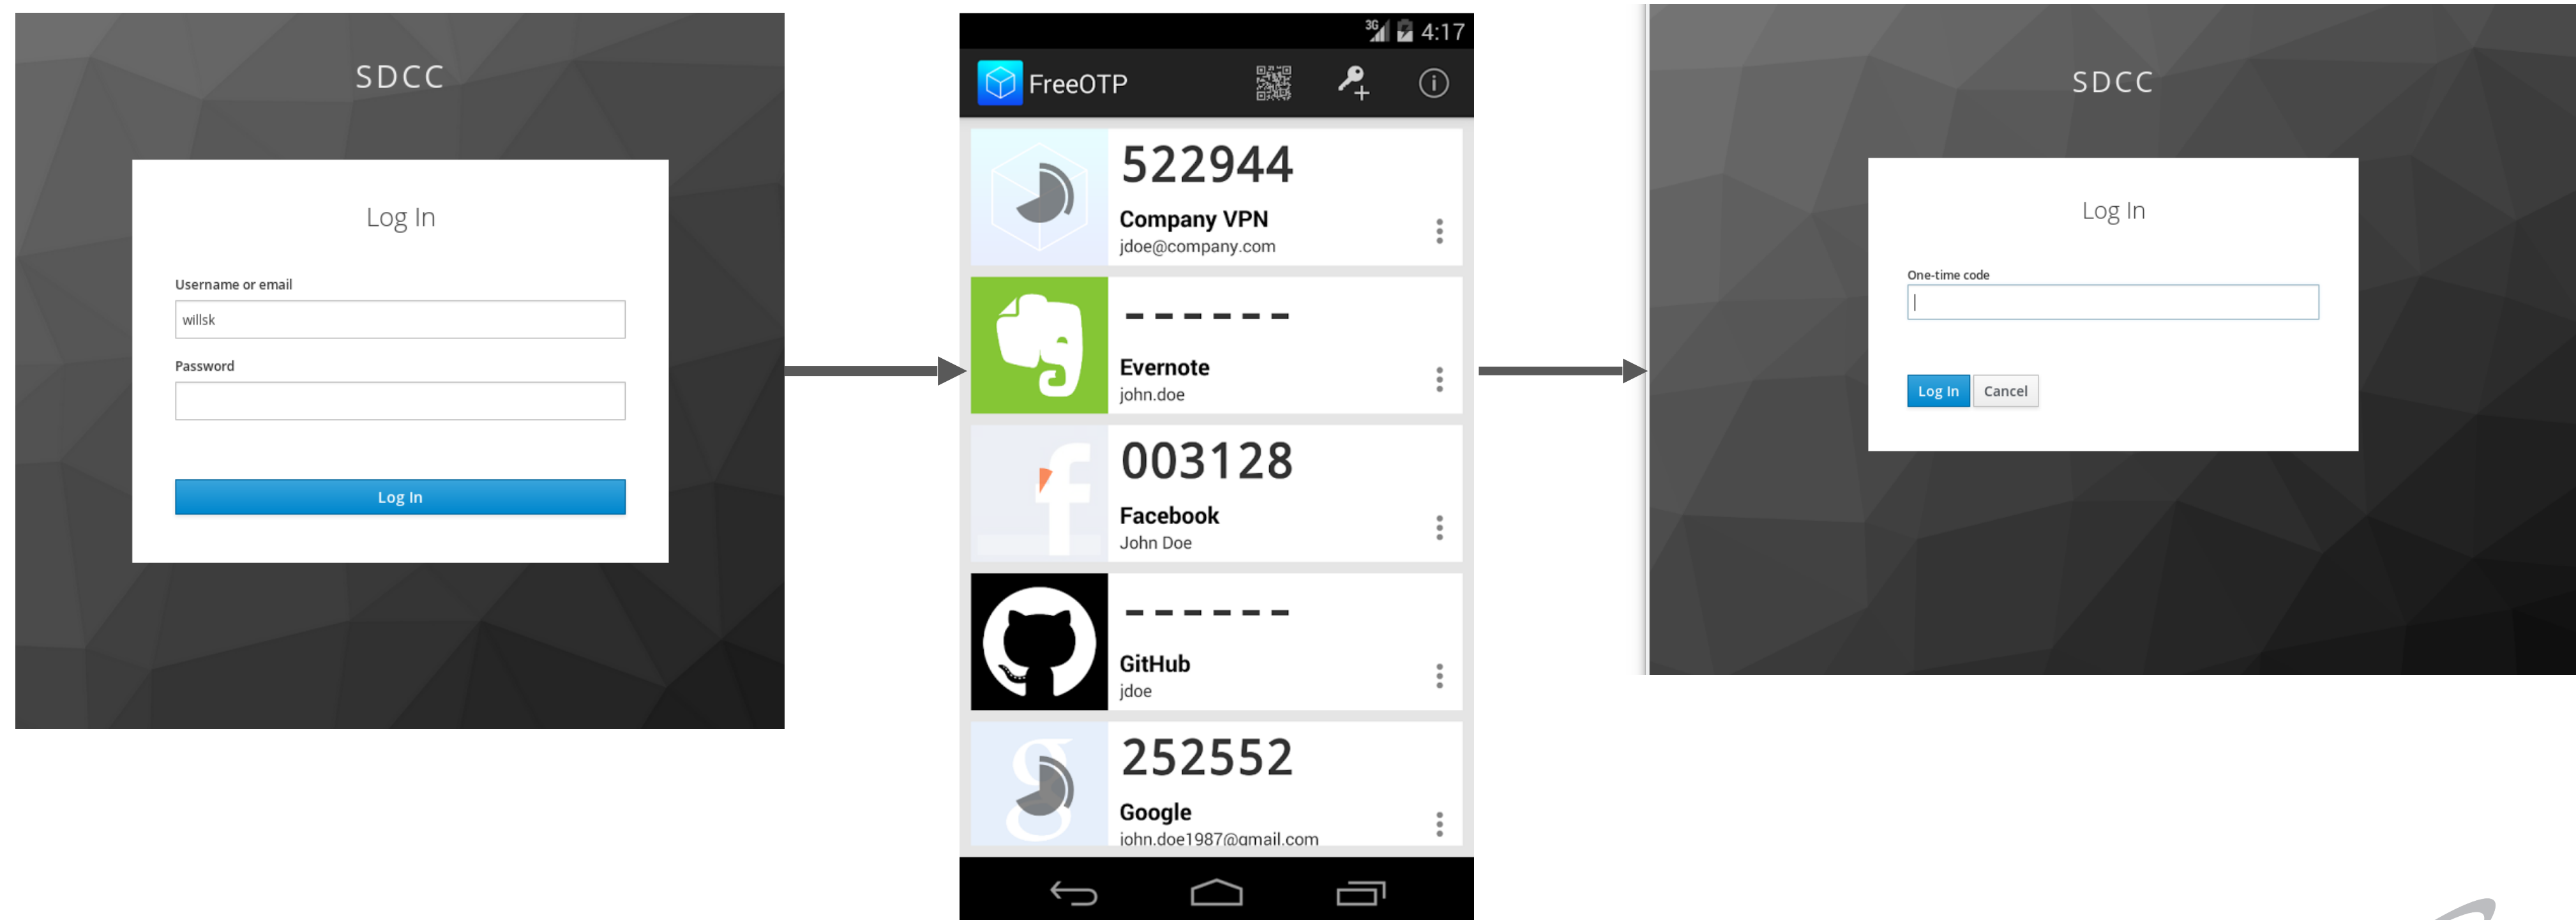 SDCC
Log In
Username or email
willsk
Password
Log In
3G 4:17
FreeOTP
522944
Company VPN
jdoe@company.com
------
Evernote
john.doe
003128
Facebook
John Doe
------
GitHub
jdoe
252552
Google
john.doe1987@gmail.com
SDCC
Log In
One-time code
Log In Cancel